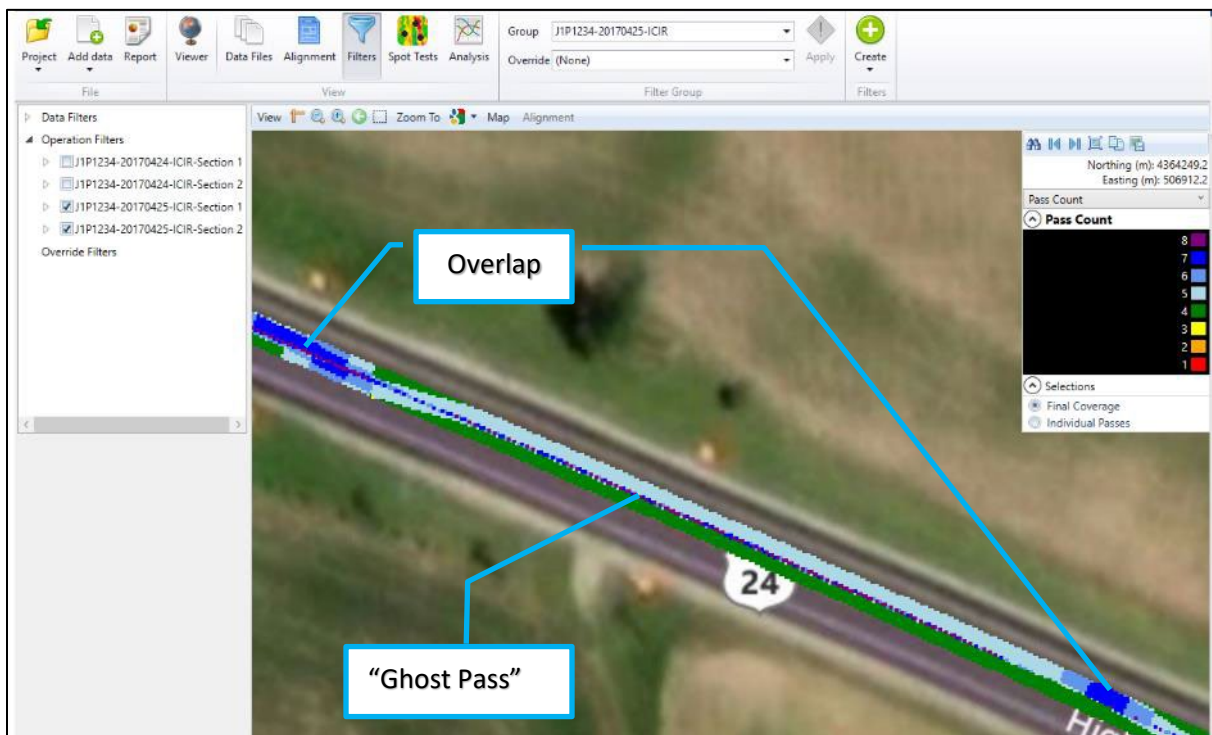 Project
Add data
Report
Viewer
Data Files
Alignment
Filters
Spot Tests
Analysis
Group
J1P1234-20170425-ICIR
Override
(None)
Apply
Create
File
View
Filter Group
Filters
Data Filters
Operation Filters
J1P1234-20170424-ICIR-Section 1
J1P1234-20170424-ICIR-Section 2
J1P1234-20170425-ICIR-Section 1
J1P1234-20170425-ICIR-Section 2
Override Filters
View
Zoom To
Map
Alignment
Northing (m): 4364249.2
Easting (m): 506912.2
Pass Count
Pass Count
8
7
6
5
4
3
2
1
Selections
Final Coverage
Individual Passes
Overlap
24
“Ghost Pass”